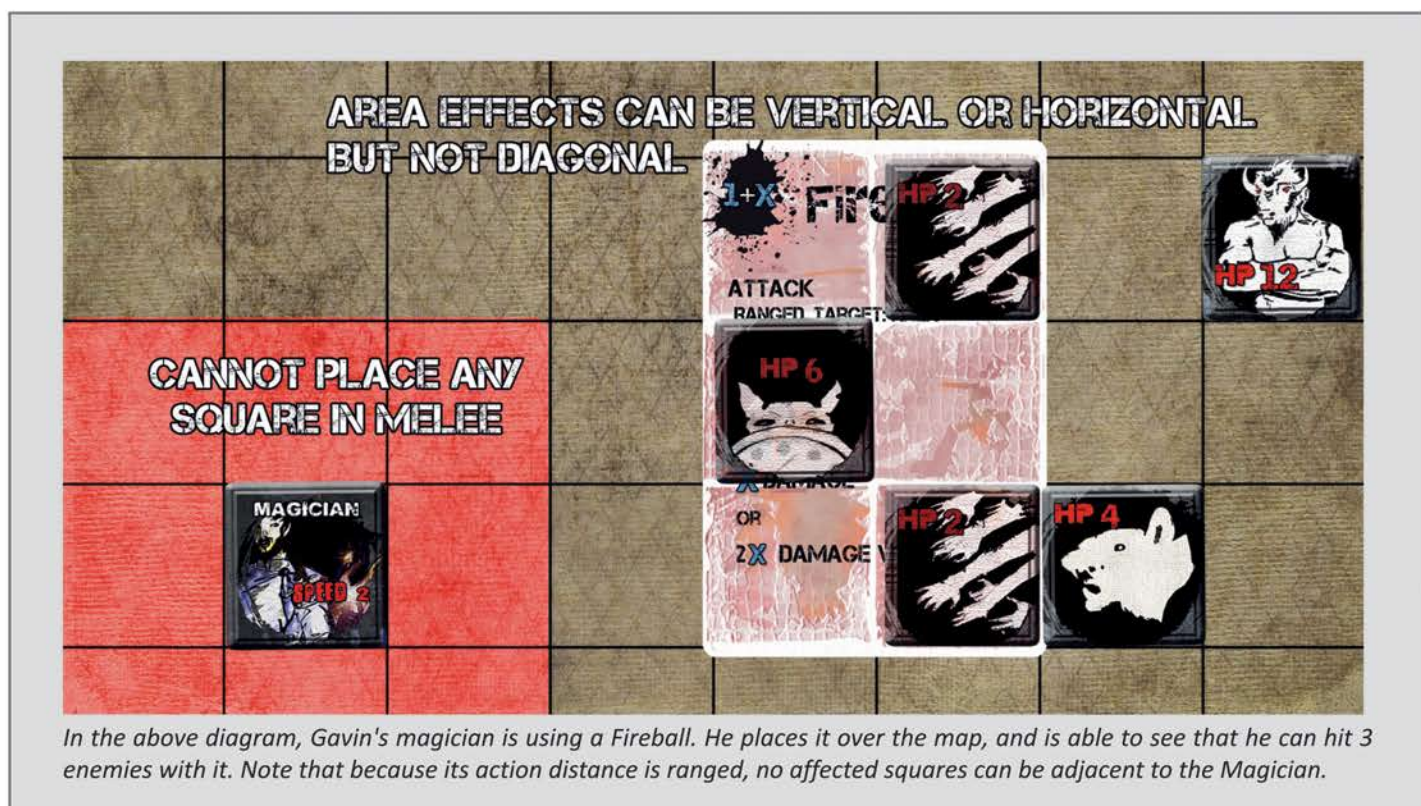 AREA EFFECTS CAN BE VERTICAL OR HORIZONTAL
BUT NOT DIAGONAL
1+X
HP 2
HP 12
ATTACK
RANGED TARGET:
CANNOT PLACE ANY
SQUARE IN MELEE
HP 6
X DAMAGE
OR
2X DAMAGE
HP 2
HP 4
MAGICIAN
SPEED 2
In the above diagram, Gavin's magician is using a Fireball. He places it over the map, and is able to see that he can hit 3
enemies with it. Note that because its action distance is ranged, no affected squares can be adjacent to the Magician.